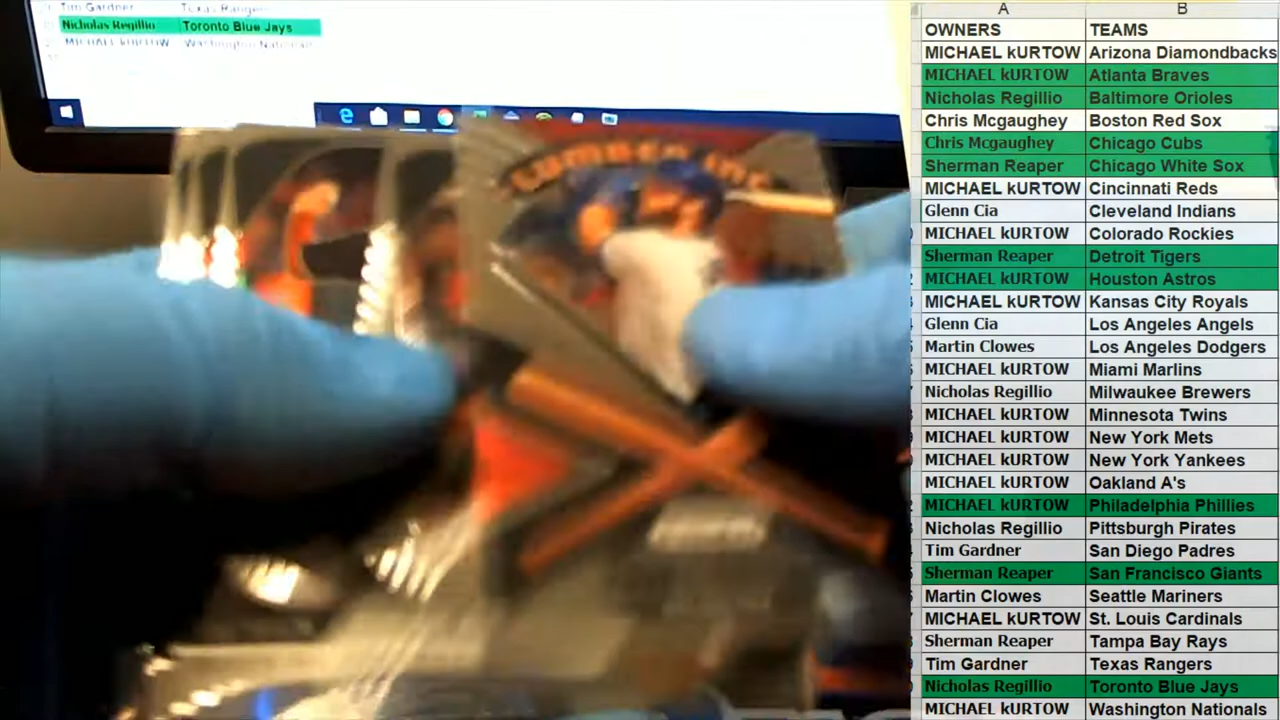 Tim Gardner Texas Rangers
Nicholas Regillio Toronto Blue Jays
MICHAEL kURTOW Washington Nationals
LUMBER INC
A B
OWNERS TEAMS
MICHAEL kURTOW Arizona Diamondbacks
MICHAEL kURTOW Atlanta Braves
Nicholas Regillio Baltimore Orioles
Chris Mcgaughey Boston Red Sox
Chris Mcgaughey Chicago Cubs
Sherman Reaper Chicago White Sox
MICHAEL kURTOW Cincinnati Reds
Glenn Cia Cleveland Indians
MICHAEL kURTOW Colorado Rockies
Sherman Reaper Detroit Tigers
MICHAEL kURTOW Houston Astros
MICHAEL kURTOW Kansas City Royals
Glenn Cia Los Angeles Angels
Martin Clowes Los Angeles Dodgers
MICHAEL kURTOW Miami Marlins
Nicholas Regillio Milwaukee Brewers
MICHAEL kURTOW Minnesota Twins
MICHAEL kURTOW New York Mets
MICHAEL kURTOW New York Yankees
MICHAEL kURTOW Oakland A's
MICHAEL kURTOW Philadelphia Phillies
Nicholas Regillio Pittsburgh Pirates
Tim Gardner San Diego Padres
Sherman Reaper San Francisco Giants
Martin Clowes Seattle Mariners
MICHAEL kURTOW St. Louis Cardinals
Sherman Reaper Tampa Bay Rays
Tim Gardner Texas Rangers
Nicholas Regillio Toronto Blue Jays
MICHAEL kURTOW Washington Nationals